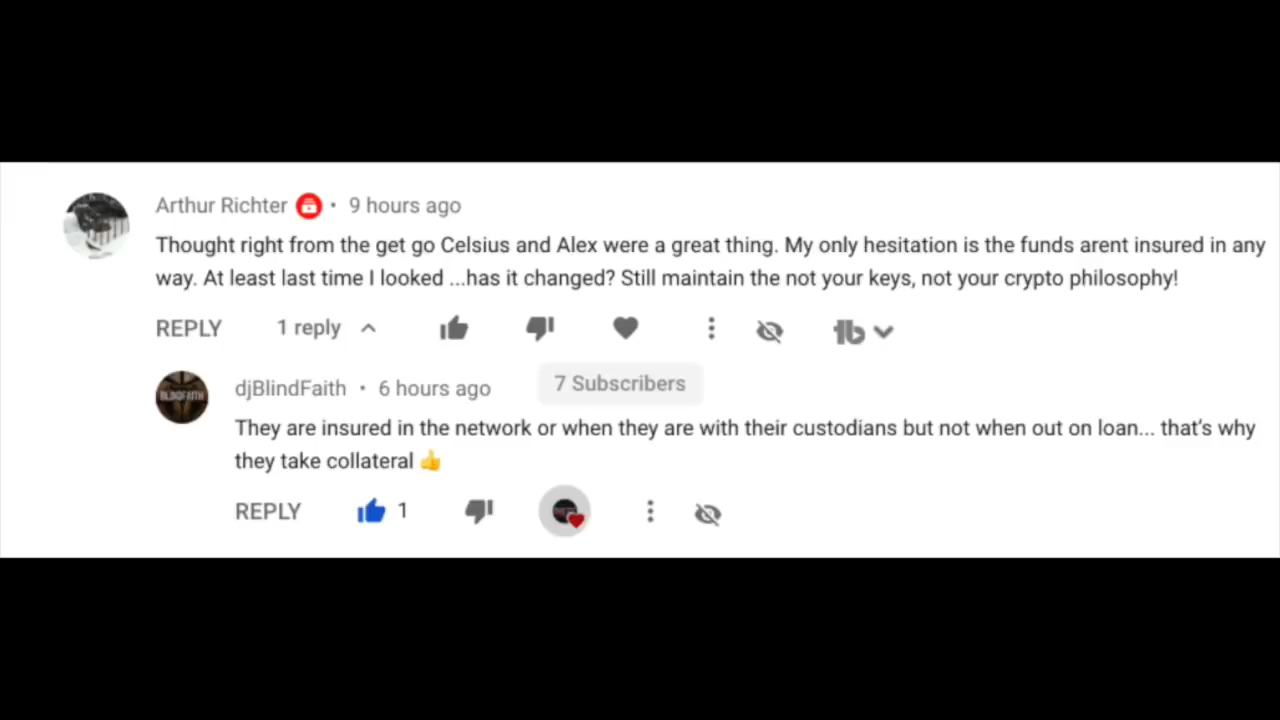 Arthur Richter • 9 hours ago
Thought right from the get go Celsius and Alex were a great thing. My only hesitation is the funds arent insured in any
way. At least last time I looked ...has it changed? Still maintain the not your keys, not your crypto philosophy!
REPLY 1 reply
djBlindFaith • 6 hours ago 7 Subscribers
They are insured in the network or when they are with their custodians but not when out on loan... that's why
they take collateral 👍
REPLY 1
BLINDFAITH